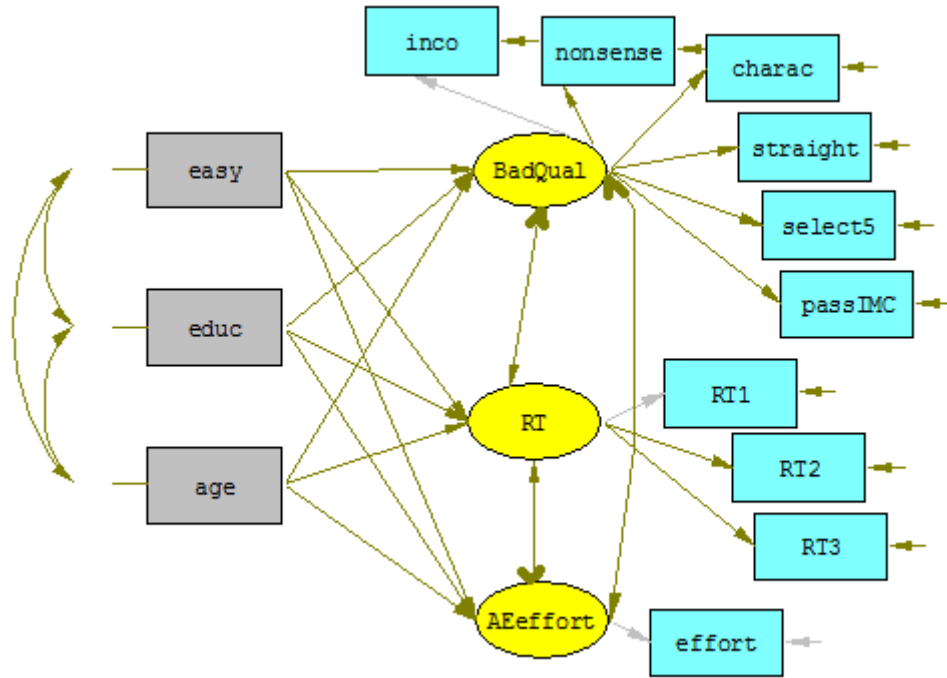 inco
nonsense
charac
easy
BadQual
straight
select5
passIMC
educ
RT1
RT
RT2
age
RT3
AEeffort
effort